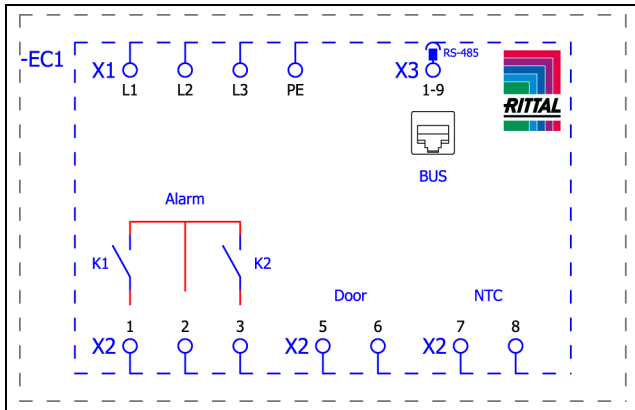 -EC1
X1
L1
L2
L3
PE
X3
RS-485
1-9
RITTAL
BUS
Alarm
K1
K2
Door
NTC
X2
1
2
3
X2
5
6
X2
7
8